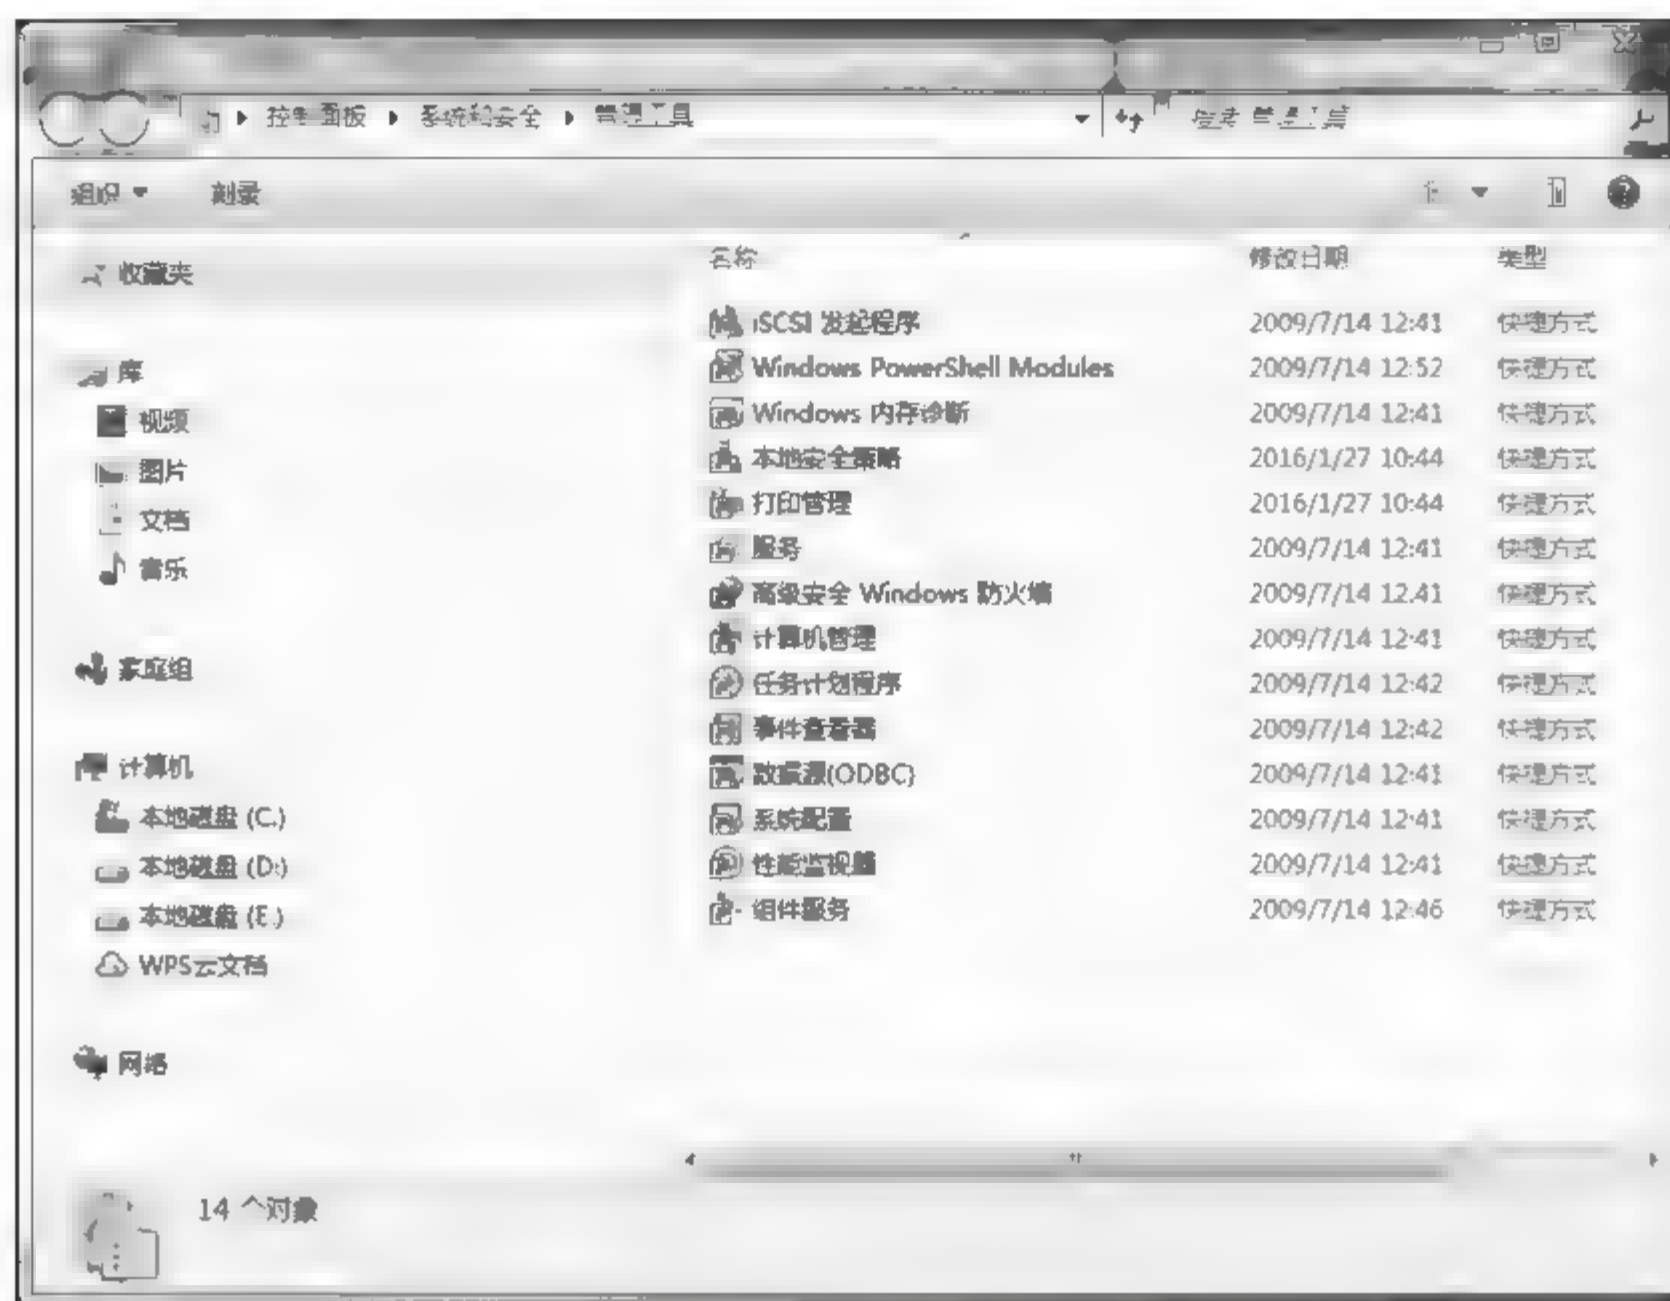 控制面板 ▸ 系统和安全 ▸ 管理工具 搜索 管理工具
组织 刻录
收藏夹
库
视频
图片
文档
音乐
家庭组
计算机
本地磁盘 (C:)
本地磁盘 (D:)
本地磁盘 (E:)
WPS云文档
网络
名称 修改日期 类型
iSCSI 发起程序 2009/7/14 12:41 快捷方式
Windows PowerShell Modules 2009/7/14 12:52 快捷方式
Windows 内存诊断 2009/7/14 12:41 快捷方式
本地安全策略 2016/1/27 10:44 快捷方式
打印管理 2016/1/27 10:44 快捷方式
服务 2009/7/14 12:41 快捷方式
高级安全 Windows 防火墙 2009/7/14 12:41 快捷方式
计算机管理 2009/7/14 12:41 快捷方式
任务计划程序 2009/7/14 12:42 快捷方式
事件查看器 2009/7/14 12:42 快捷方式
数据源(ODBC) 2009/7/14 12:41 快捷方式
系统配置 2009/7/14 12:41 快捷方式
性能监视器 2009/7/14 12:41 快捷方式
组件服务 2009/7/14 12:46 快捷方式
14 个对象